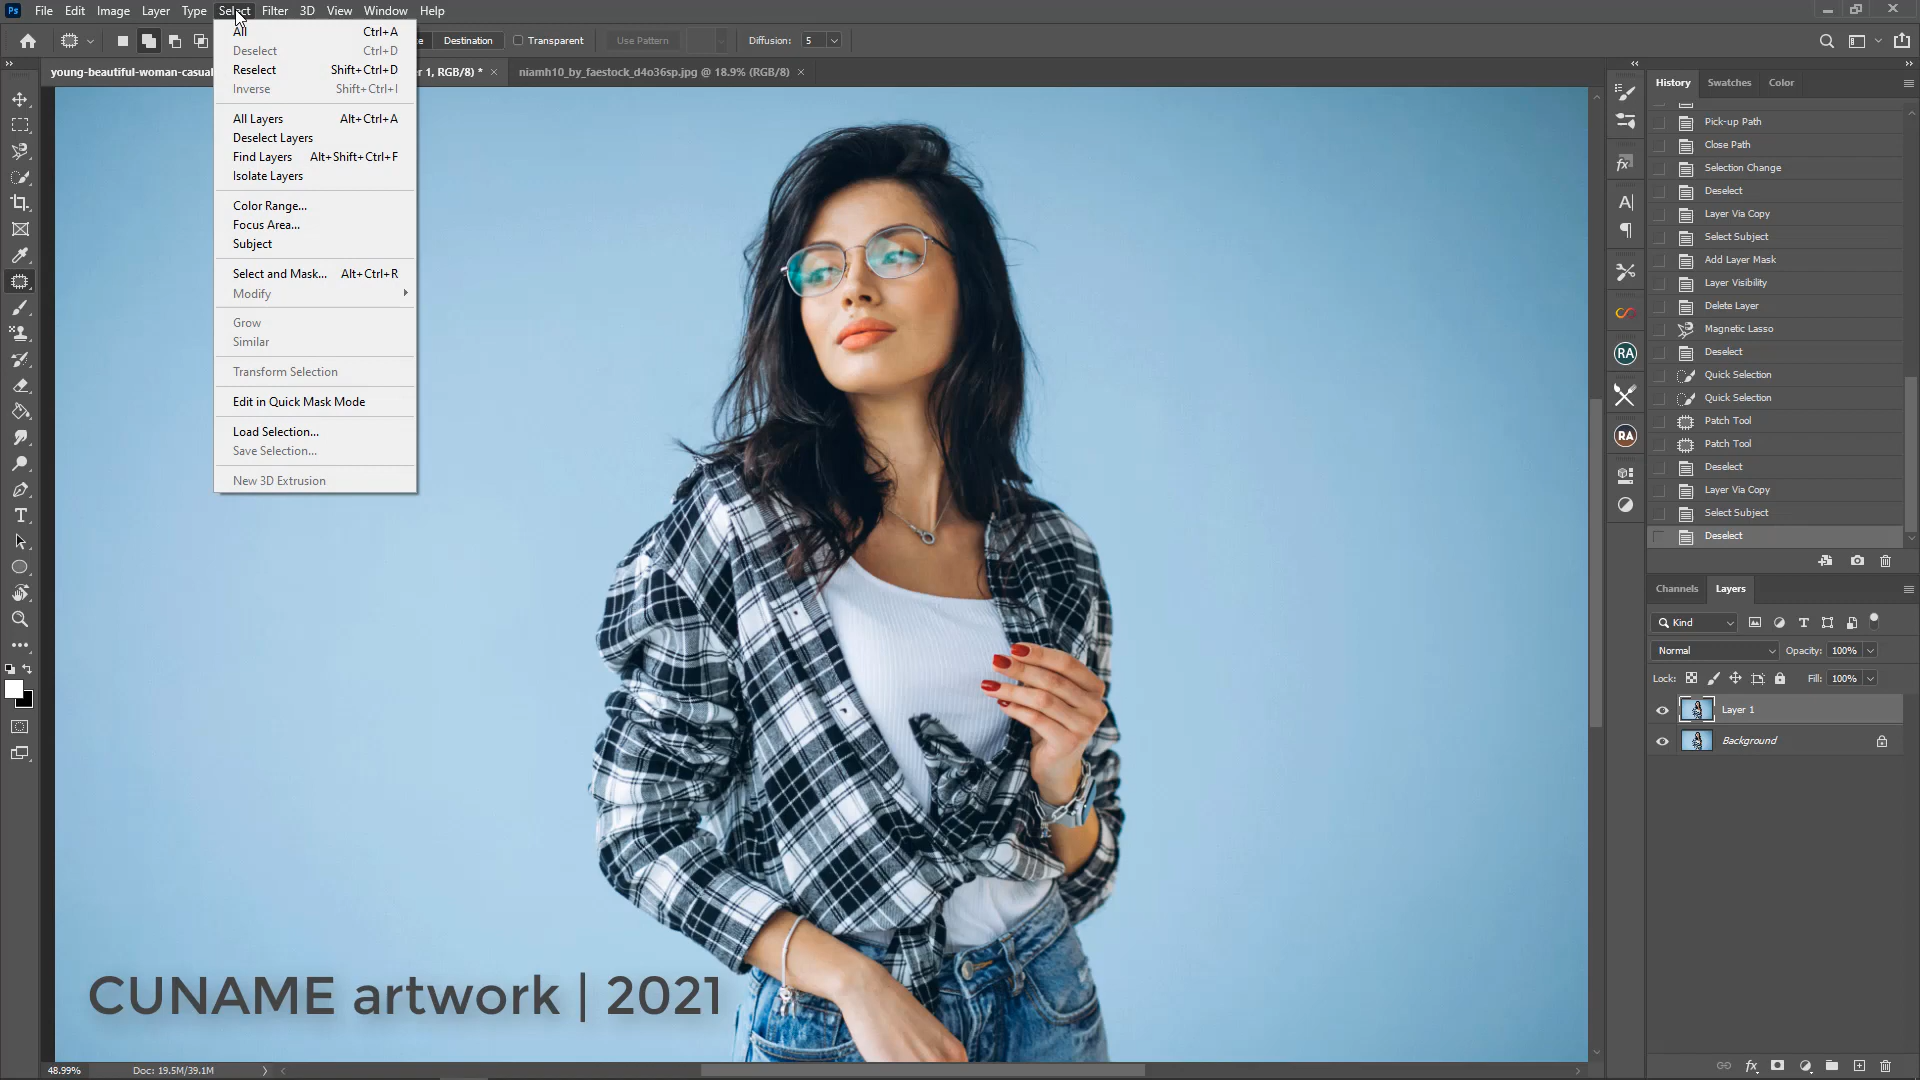 Ps File Edit Image Layer Type Select Filter 3D View Window Help
Destination Transparent Use Pattern Diffusion: 5
young-beautiful-woman-casual r 1, RGB/8) * × niamh10_by_faestock_d4o36sp.jpg @ 18.9% (RGB/8) ×
All Ctrl+A
Deselect Ctrl+D
Reselect Shift+Ctrl+D
Inverse Shift+Ctrl+I
All Layers Alt+Ctrl+A
Deselect Layers
Find Layers Alt+Shift+Ctrl+F
Isolate Layers
Color Range...
Focus Area...
Subject
Select and Mask... Alt+Ctrl+R
Modify
Grow
Similar
Transform Selection
Edit in Quick Mask Mode
Load Selection...
Save Selection...
New 3D Extrusion
CUNAME artwork | 2021
48.99% Doc: 19.5M/39.1M
RA
RA
History Swatches Color
Pick-up Path
Close Path
Selection Change
Deselect
Layer Via Copy
Select Subject
Add Layer Mask
Layer Visibility
Delete Layer
Magnetic Lasso
Deselect
Quick Selection
Quick Selection
Patch Tool
Patch Tool
Deselect
Layer Via Copy
Select Subject
Deselect
Channels Layers
Kind
Normal Opacity: 100%
Lock: Fill: 100%
Layer 1
Background